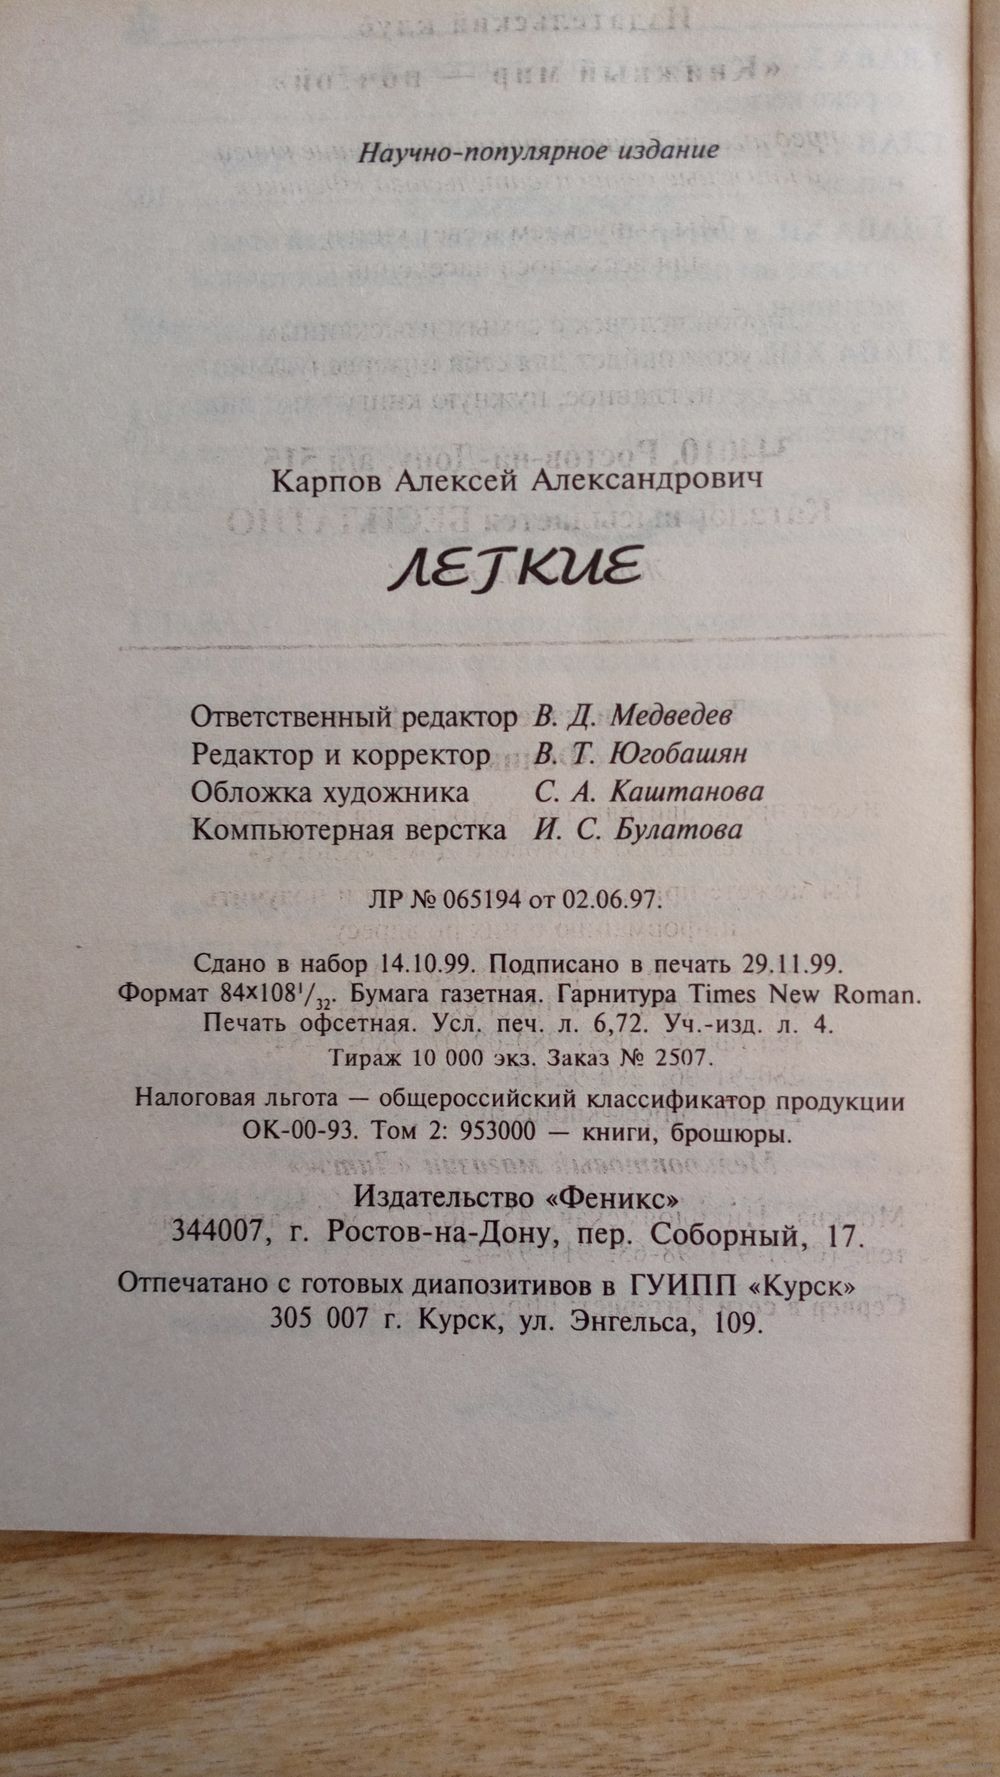 Научно-популярное издание
Карпов Алексей Александрович
ЛЕГКИЕ
Ответственный редактор В. Д. Медведев
Редактор и корректор В. Т. Югобашян
Обложка художника С. А. Каштанова
Компьютерная верстка И. С. Булатова
ЛР № 065194 от 02.06.97.
Сдано в набор 14.10.99. Подписано в печать 29.11.99.
Формат 84×108¹/₃₂. Бумага газетная. Гарнитура Times New Roman.
Печать офсетная. Усл. печ. л. 6,72. Уч.-изд. л. 4.
Тираж 10 000 экз. Заказ № 2507.
Налоговая льгота — общероссийский классификатор продукции
ОК-00-93. Том 2: 953000 — книги, брошюры.
Издательство «Феникс»
344007, г. Ростов-на-Дону, пер. Соборный, 17.
Отпечатано с готовых диапозитивов в ГУИПП «Курск»
305 007 г. Курск, ул. Энгельса, 109.